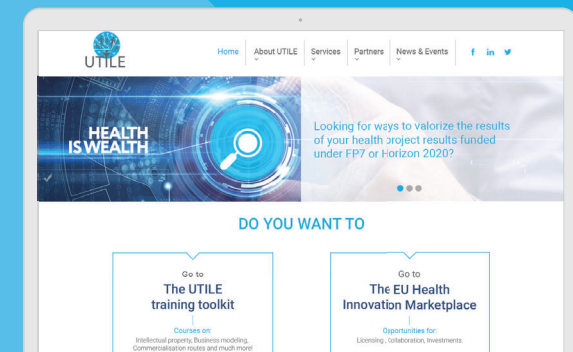 UTILE
Home
About UTILE
Services
Partners
News & Events
f in
HEALTH
IS WEALTH
Looking for ways to valorize the results
of your health project results funded
under FP7 or Horizon 2020?
DO YOU WANT TO
Go to
The UTILE
training toolkit
Courses on:
Intellectual property, Business modeling,
Commercialisation routes and much more!
Go to
The EU Health
Innovation Marketplace
Opportunities for:
Licensing , Collaboration, Investments